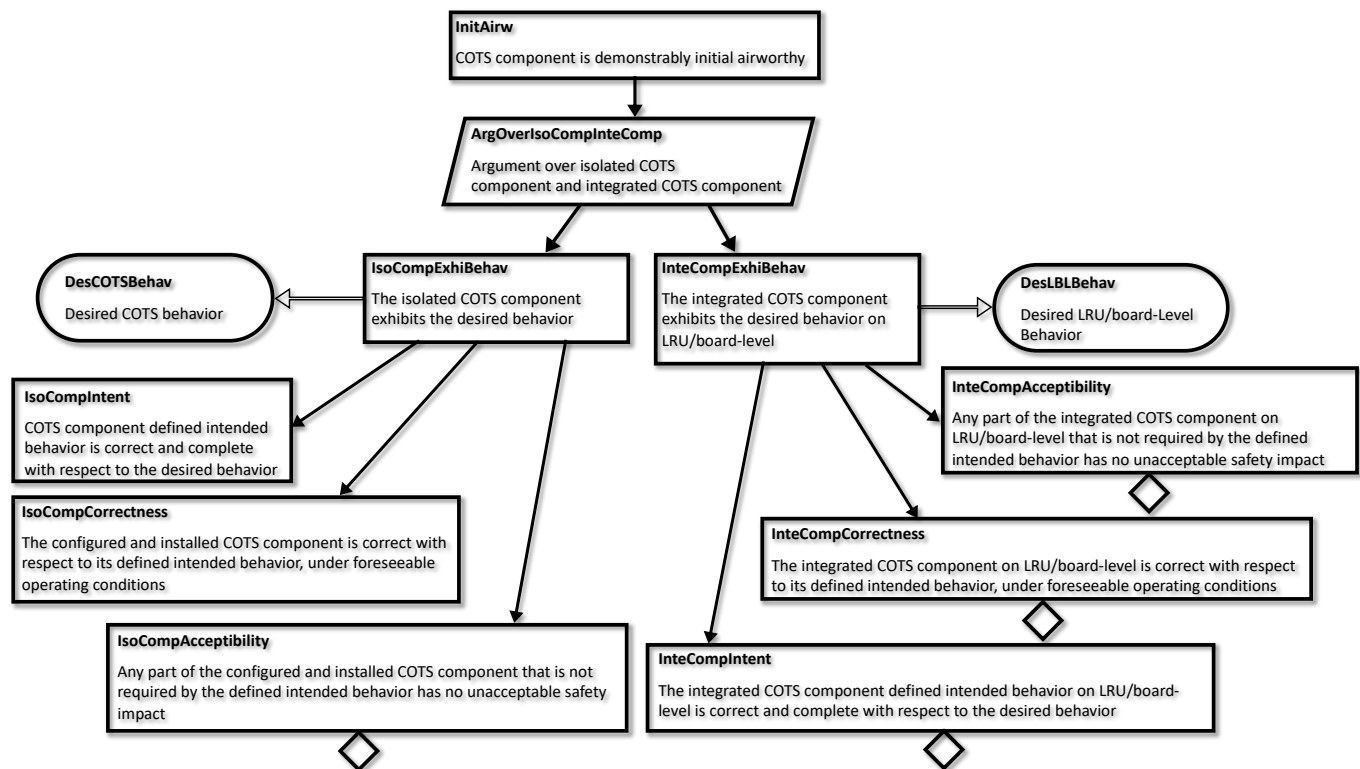 InitAirw
COTS component is demonstrably initial airworthy
ArgOverIsoCompInteComp
Argument over isolated COTS
component and integrated COTS component
DesCOTSBehav
Desired COTS behavior
IsoCompExhiBehav
The isolated COTS component
exhibits the desired behavior
InteCompExhiBehav
The integrated COTS component
exhibits the desired behavior on
LRU/board-level
DesLBLBehav
Desired LRU/board-Level
Behavior
IsoCompIntent
COTS component defined intended
behavior is correct and complete
with respect to the desired behavior
InteCompAcceptibility
Any part of the integrated COTS component on
LRU/board-level that is not required by the defined
intended behavior has no unacceptable safety impact
IsoCompCorrectness
The configured and installed COTS component is correct with
respect to its defined intended behavior, under foreseeable
operating conditions
InteCompCorrectness
The integrated COTS component on LRU/board-level is correct with respect
to its defined intended behavior, under foreseeable operating conditions
IsoCompAcceptibility
Any part of the configured and installed COTS component that is not
required by the defined intended behavior has no unacceptable safety
impact
InteCompIntent
The integrated COTS component defined intended behavior on LRU/board-
level is correct and complete with respect to the desired behavior